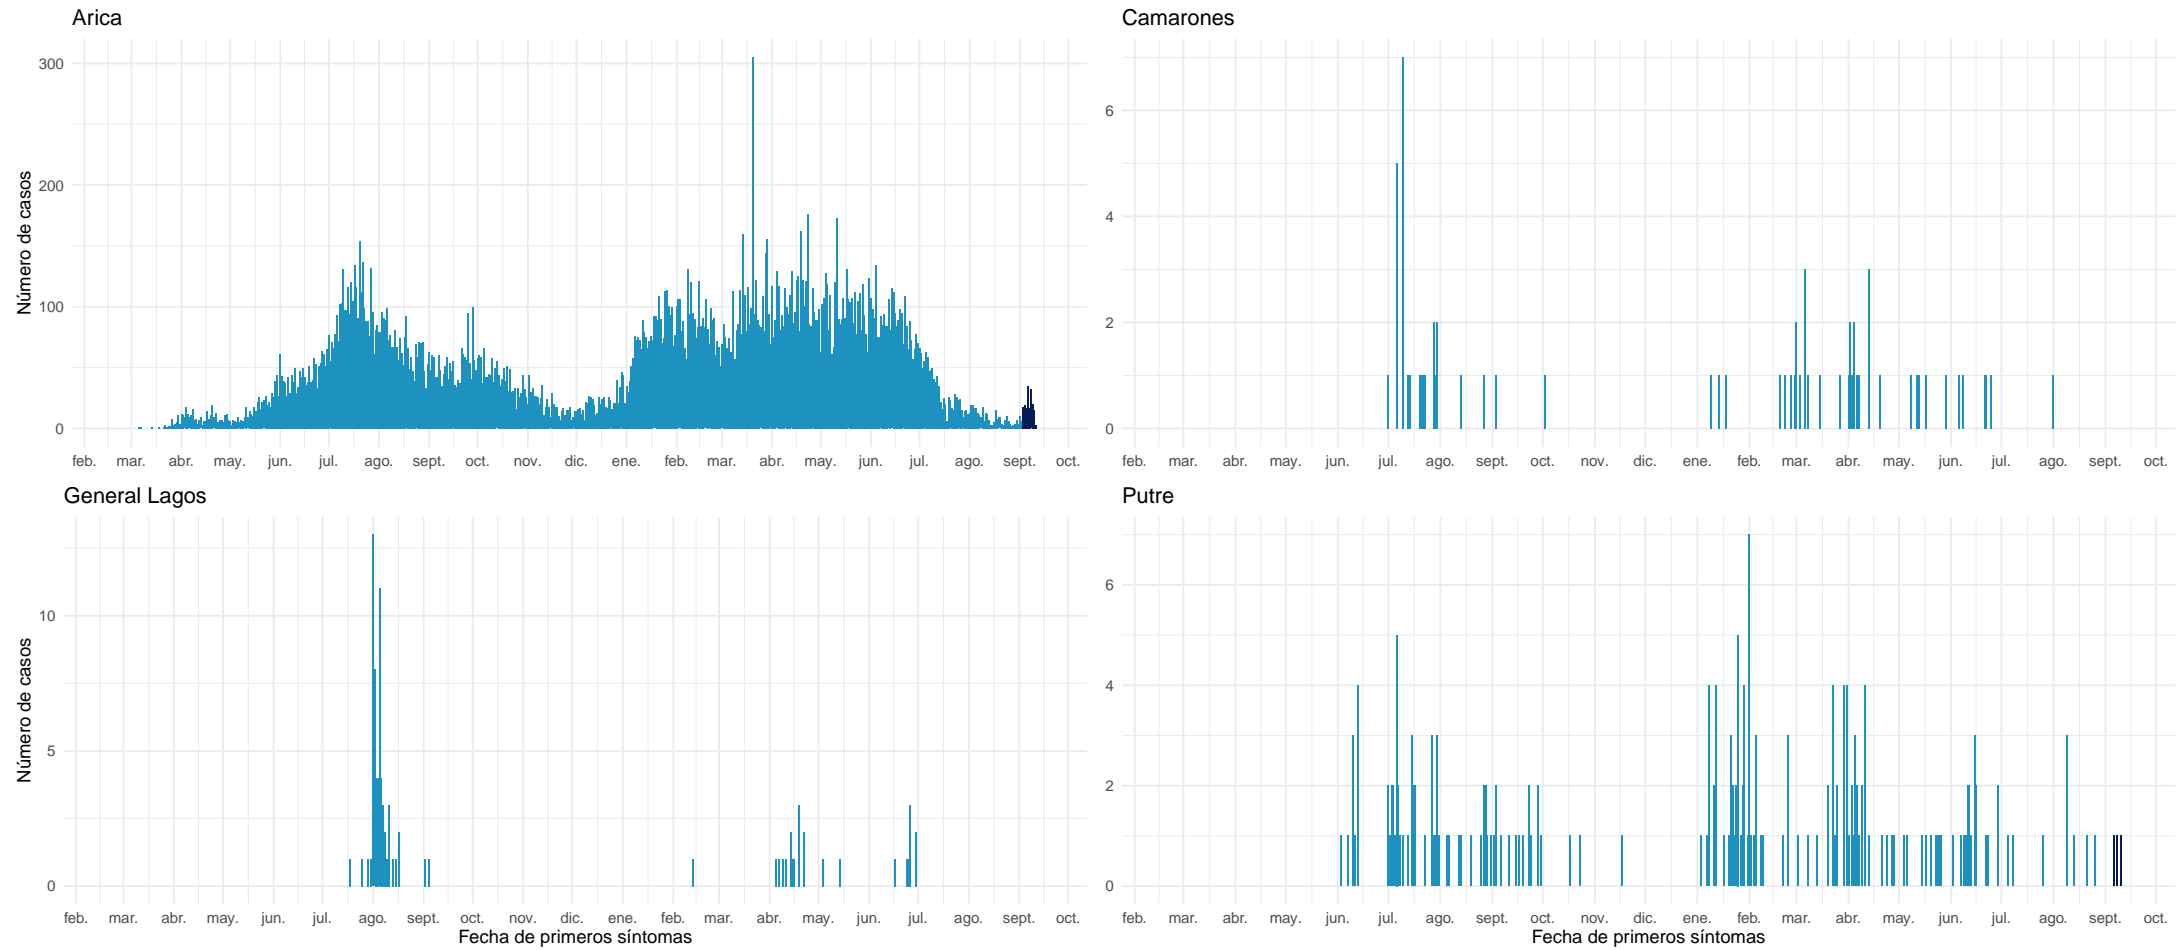 Arica
Número de casos
300
200
100
0
feb. mar. abr. may. jun. jul. ago. sept. oct. nov. dic. ene. feb. mar. abr. may. jun. jul. ago. sept. oct.
Camarones
6
4
2
0
feb. mar. abr. may. jun. jul. ago. sept. oct. nov. dic. ene. feb. mar. abr. may. jun. jul. ago. sept. oct.
General Lagos
Número de casos
10
5
0
feb. mar. abr. may. jun. jul. ago. sept. oct. nov. dic. ene. feb. mar. abr. may. jun. jul. ago. sept. oct.
Fecha de primeros síntomas
Putre
6
4
2
0
feb. mar. abr. may. jun. jul. ago. sept. oct. nov. dic. ene. feb. mar. abr. may. jun. jul. ago. sept. oct.
Fecha de primeros síntomas